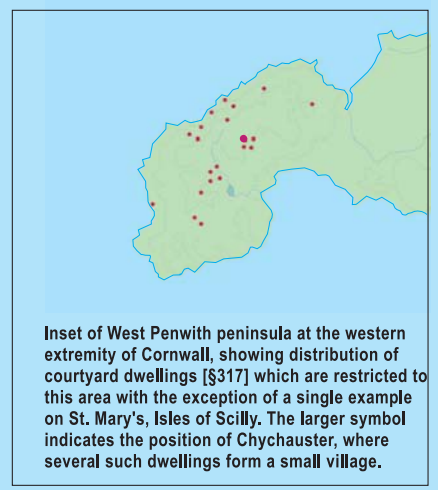 Inset of West Penwith peninsula at the western
extremity of Cornwall, showing distribution of
courtyard dwellings [§317] which are restricted to
this area with the exception of a single example
on St. Mary's, Isles of Scilly. The larger symbol
indicates the position of Chychauster, where
several such dwellings form a small village.